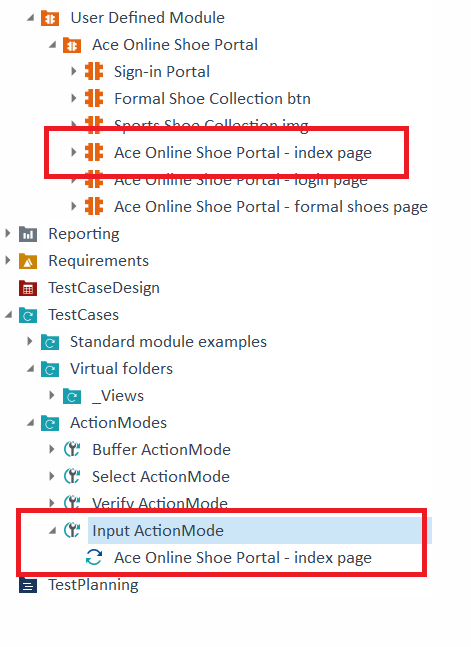 User Defined Module
Ace Online Shoe Portal
Sign-in Portal
Formal Shoe Collection btn
Sports Shoe Collection img
Ace Online Shoe Portal - index page
Ace Online Shoe Portal - login page
Ace Online Shoe Portal - formal shoes page
Reporting
Requirements
TestCaseDesign
TestCases
Standard module examples
Virtual folders
_Views
ActionModes
Buffer ActionMode
Select ActionMode
Verify ActionMode
Input ActionMode
Ace Online Shoe Portal - index page
TestPlanning